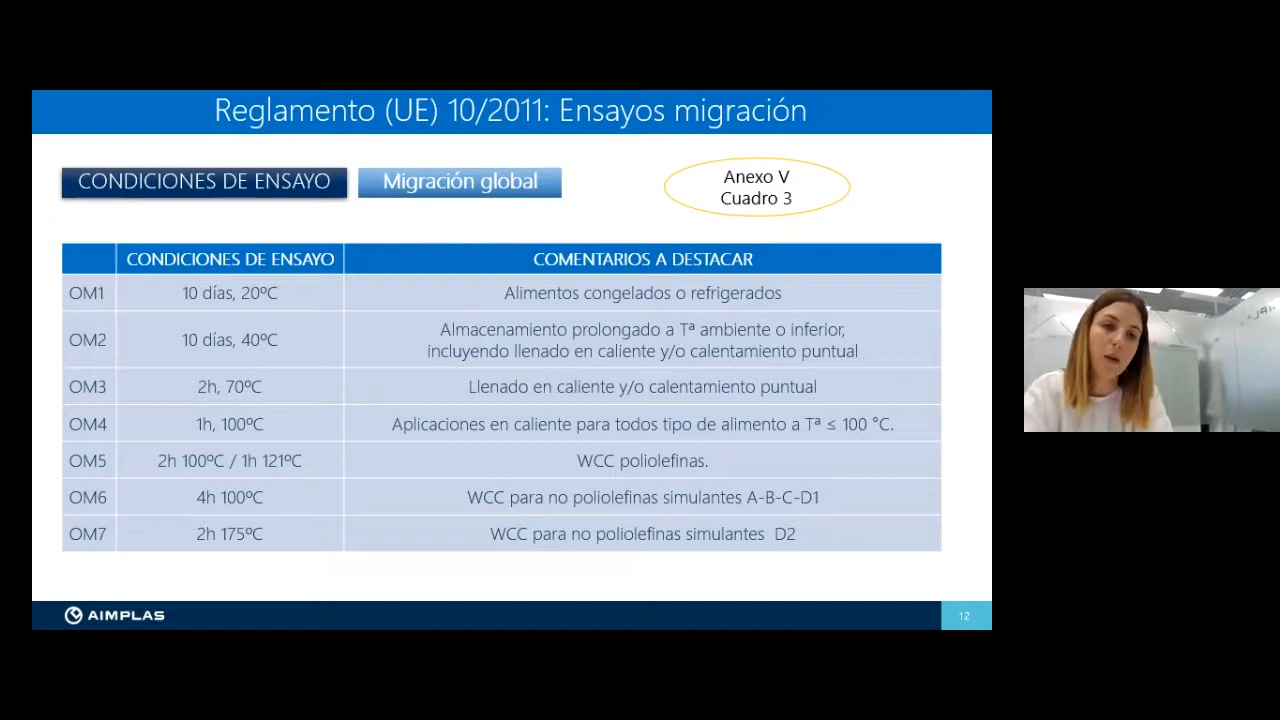 Reglamento (UE) 10/2011: Ensayos migración
CONDICIONES DE ENSAYO
Migración global
Anexo V
Cuadro 3
CONDICIONES DE ENSAYO COMENTARIOS A DESTACAR
OM1 10 días, 20ºC Alimentos congelados o refrigerados
OM2 10 días, 40ºC Almacenamiento prolongado a Tª ambiente o inferior,
incluyendo llenado en caliente y/o calentamiento puntual
OM3 2h, 70ºC Llenado en caliente y/o calentamiento puntual
OM4 1h, 100ºC Aplicaciones en caliente para todos tipo de alimento a Tª ≤ 100 °C.
OM5 2h 100ºC / 1h 121ºC WCC poliolefinas.
OM6 4h 100ºC WCC para no poliolefinas simulantes A-B-C-D1
OM7 2h 175ºC WCC para no poliolefinas simulantes D2
AIMPLAS
12